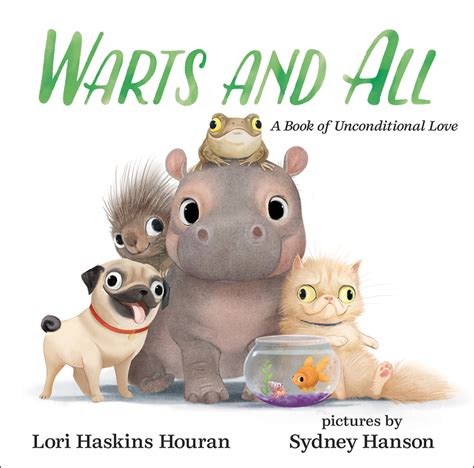 WARTS AND ALL
A Book of Unconditional Love
Lori Haskins Houran
pictures by
Sydney Hanson